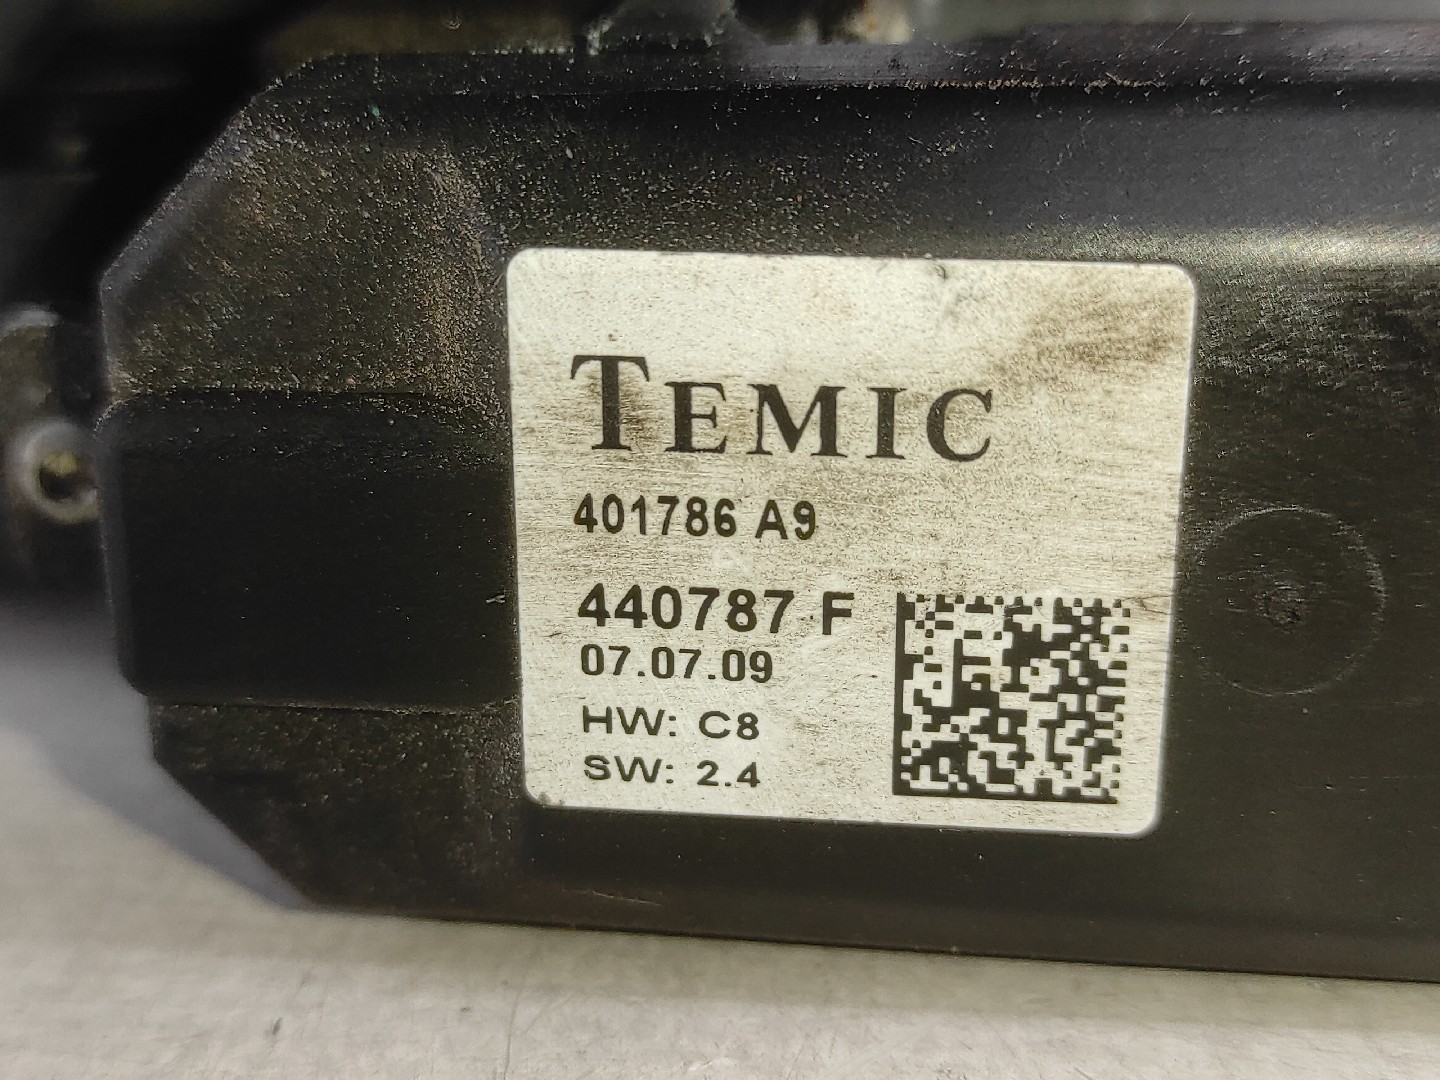 TEMIC
401786 A9
440787 F
07.07.09
HW: C8
SW: 2.4